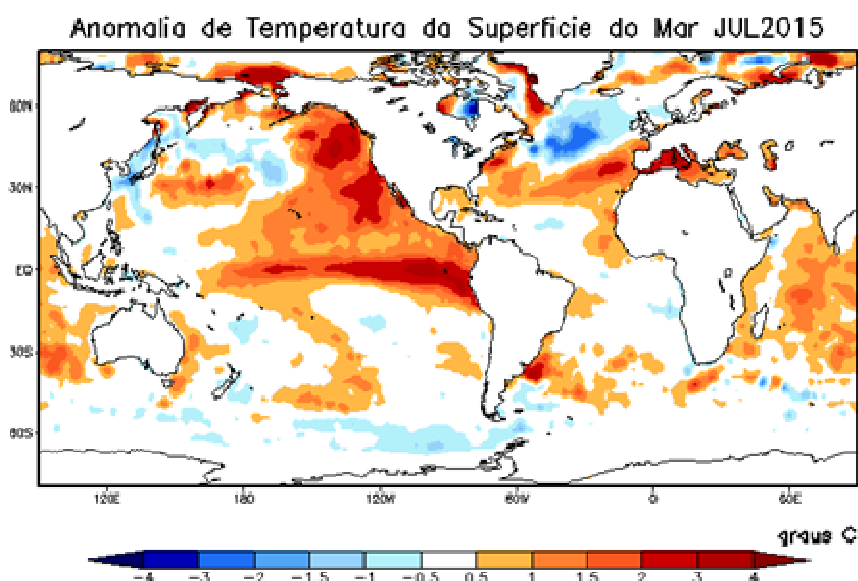 Anomalia de Temperatura da Superficie do Mar JUL2015
60N
30N
EQ
30S
60S
120E 180 120W 60W 0 60E
graus C
-4 -3 -2 -1.5 -1 -0.5 0.5 1 1.5 2 3 4